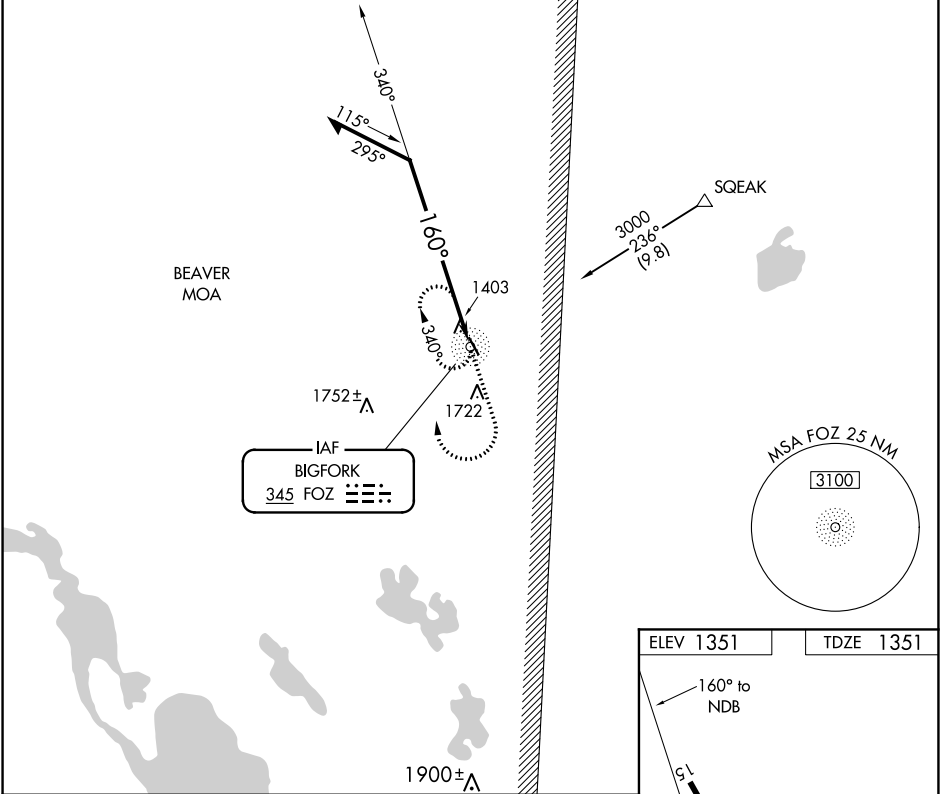 340°
115°
295°
160°
SQEAK
3000
236°
(9.8)
BEAVER
MOA
1403
340°
1752±
1722
IAF
BIGFORK
345 FOZ
MSA FOZ 25 NM
3100
ELEV 1351
TDZE 1351
160° to
NDB
15
1900±